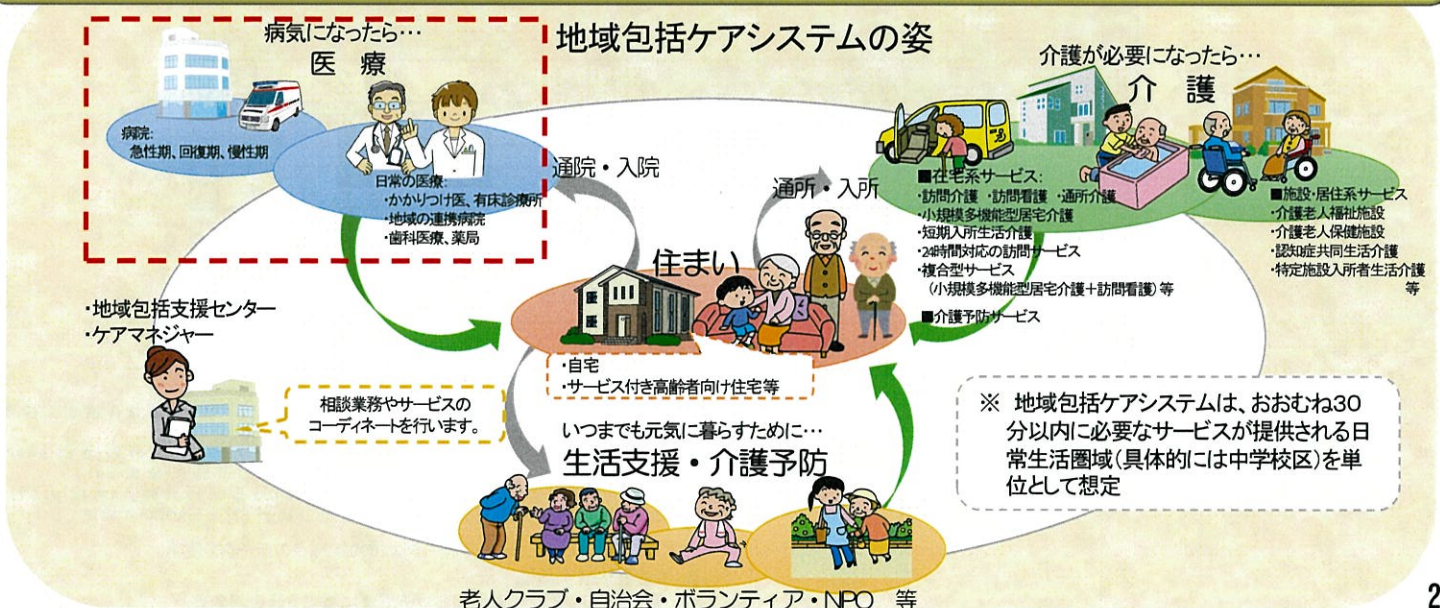 地域包括ケアシステムの姿
病気になったら…
医 療
病院:
急性期、回復期、慢性期
日常の医療:
・かかりつけ医、有床診療所
・地域の連携病院
・歯科医療、薬局
通院・入院
通所・入所
介護が必要になったら…
介 護
■在宅系サービス:
・訪問介護 ・訪問看護 ・通所介護
・小規模多機能型居宅介護
・短期入所生活介護
・24時間対応の訪問サービス
・複合型サービス
(小規模多機能型居宅介護+訪問看護)等
■介護予防サービス
■施設・居住系サービス
・介護老人福祉施設
・介護老人保健施設
・認知症共同生活介護
・特定施設入所者生活介護
等
住まい
・自宅
・サービス付き高齢者向け住宅等
・地域包括支援センター
・ケアマネジャー
相談業務やサービスの
コーディネートを行います。
いつまでも元気に暮らすために…
生活支援・介護予防
※ 地域包括ケアシステムは、おおむね30
分以内に必要なサービスが提供される日
常生活圏域(具体的には中学校区)を単
位として想定
老人クラブ・自治会・ボランティア・NPO 等
2